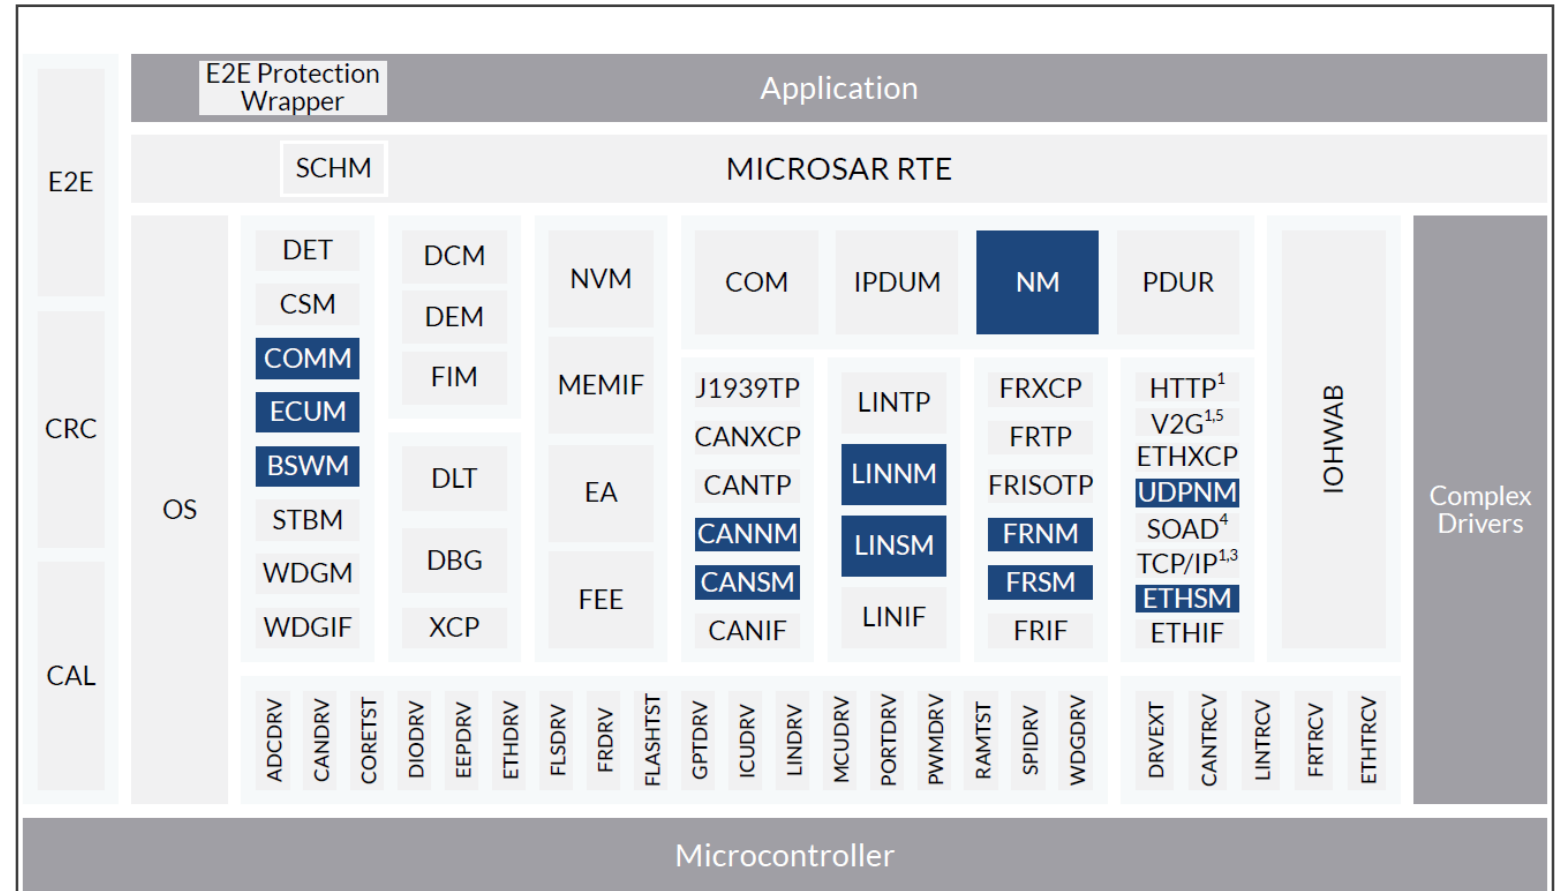 E2E Protection
Wrapper
Application
E2E
SCHM
MICROSAR RTE
CRC
CAL
OS
DET
CSM
COMM
ECUM
BSWM
STBM
WDGM
WDGIF
DCM
DEM
FIM
DLT
DBG
XCP
NVM
MEMIF
EA
FEE
COM
IPDUM
NM
PDUR
J1939TP
CANXCP
CANTP
CANNM
CANSM
CANIF
LINTP
LINNM
LINSM
LINIF
FRXCP
FRTP
FRISOTP
FRNM
FRSM
FRIF
HTTP¹
V2G¹,⁵
ETHXCP
UDPNM
SOAD⁴
TCP/IP¹,³
ETHSM
ETHIF
IOHWAB
Complex
Drivers
ADCDRV
CANDRV
CORETST
DIODRV
EEPDRV
ETHDRV
FLSDRV
FRDRV
FLASHTST
GPTDRV
ICUDRV
LINDRV
MCUDRV
PORTDRV
PWMDRV
RAMTST
SPIDRV
WDGDRV
DRVEXT
CANTRCV
LINTRCV
FRTRCV
ETHTRCV
Microcontroller